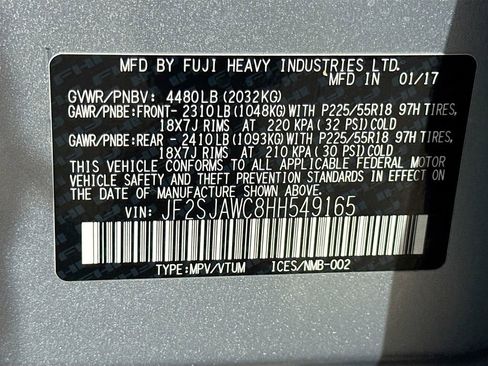 MFD BY FUJI HEAVY INDUSTRIES LTD.
MFD IN 01/17
GVWR/PNBV: 4480LB (2032KG)
GAWR/PNBE:FRONT- 2310LB (1048KG) WITH P225/55R18 97H TIRES,
18X7J RIMS AT 220 KPA ( 32 PSI) COLD
GAWR/PNBE:REAR - 2410LB (1093KG) WITH P225/55R18 97H TIRES,
18X7J RIMS AT 210 KPA ( 30 PSI) COLD
THIS VEHICLE CONFORMS TO ALL APPLICABLE FEDERAL MOTOR
VEHICLE SAFETY AND THEFT PREVENTION STANDARDS IN EFFECT ON
THE DATE OF MANUFACTURE SHOWN ABOVE.
VIN: JF2SJAWC8HH549165
TYPE:MPV/VTUM ICES/NMB-002